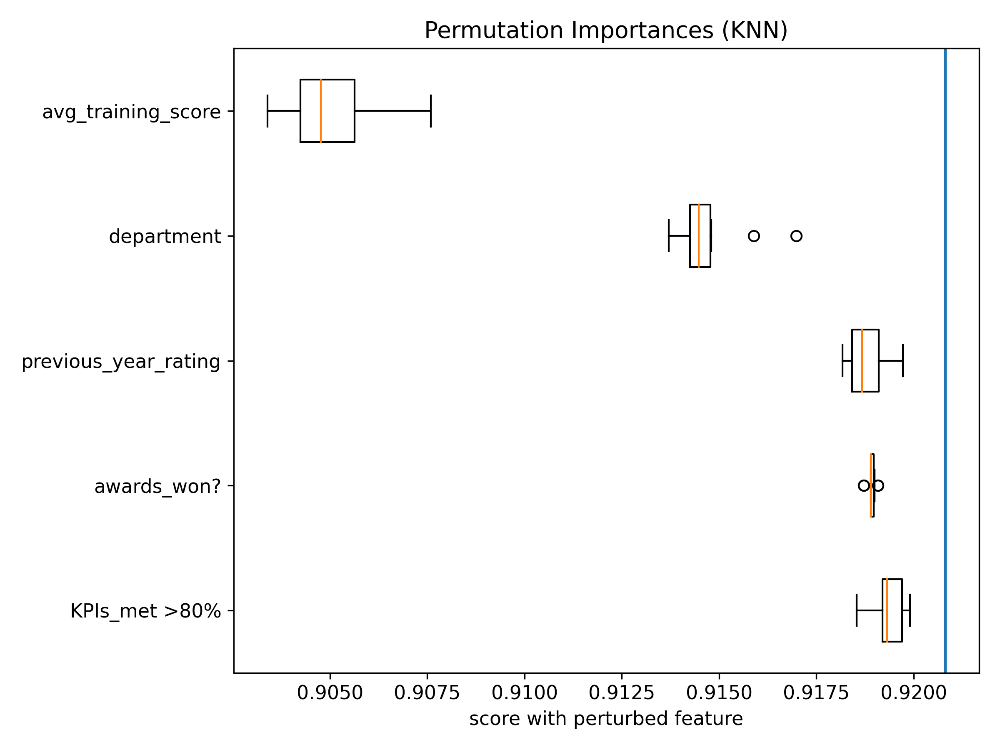 Permutation Importances (KNN)
avg_training_score
department
previous_year_rating
awards_won?
KPIs_met >80%
0.9050 0.9075 0.9100 0.9125 0.9150 0.9175 0.9200
score with perturbed feature